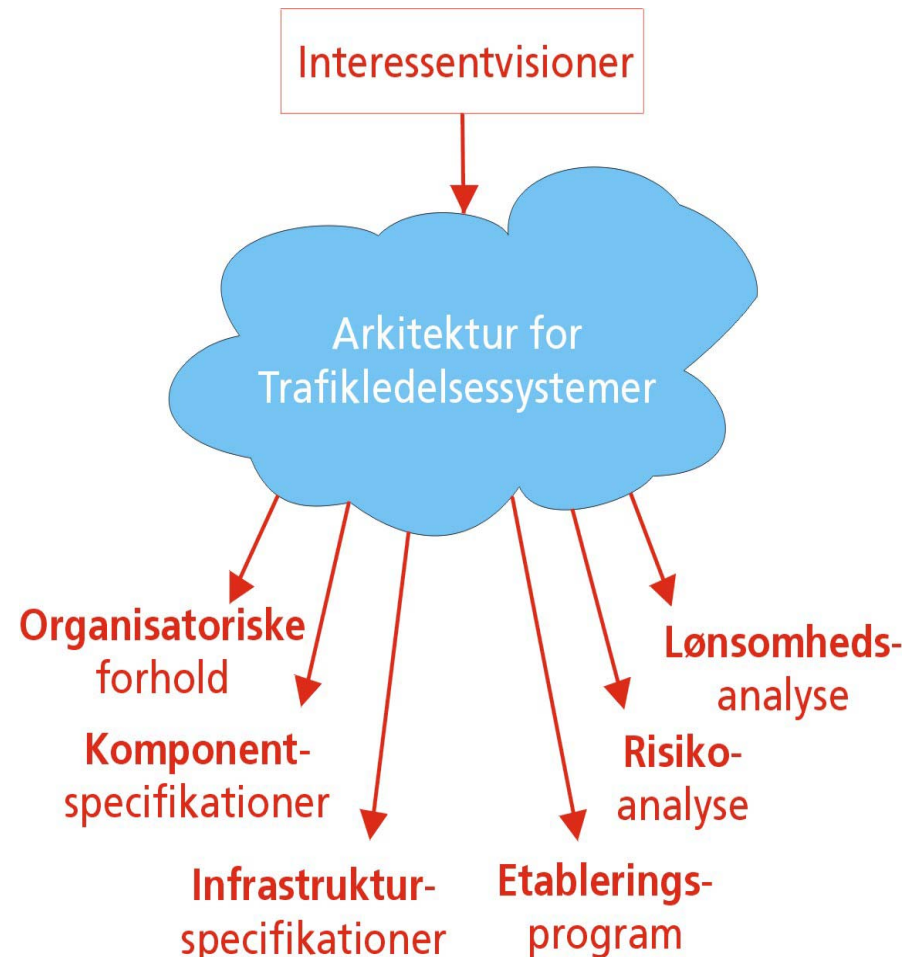 Interessentvisioner
Arkitektur for
Trafikledelsessystemer
Organisatoriske
forhold
Komponent-
specifikationer
Infrastruktur-
specifikationer
Etablerings-
program
Risiko-
analyse
Lønsomheds-
analyse